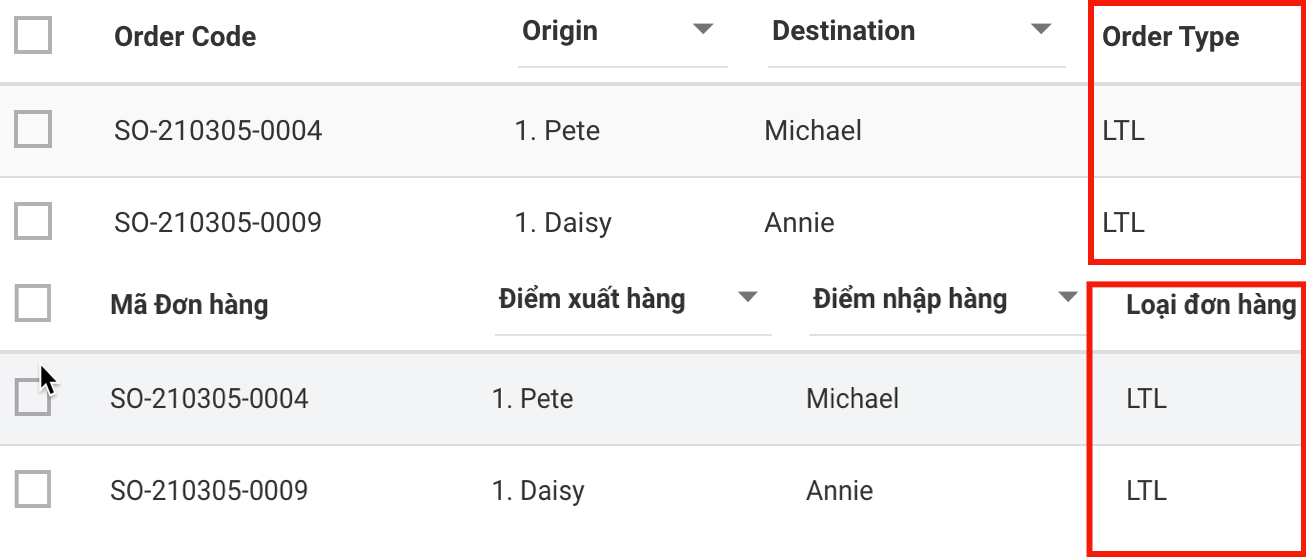 Order Code Origin Destination Order Type
SO-210305-0004 1. Pete Michael LTL
SO-210305-0009 1. Daisy Annie LTL
Mã Đơn hàng Điểm xuất hàng Điểm nhập hàng Loại đơn hàng
SO-210305-0004 1. Pete Michael LTL
SO-210305-0009 1. Daisy Annie LTL